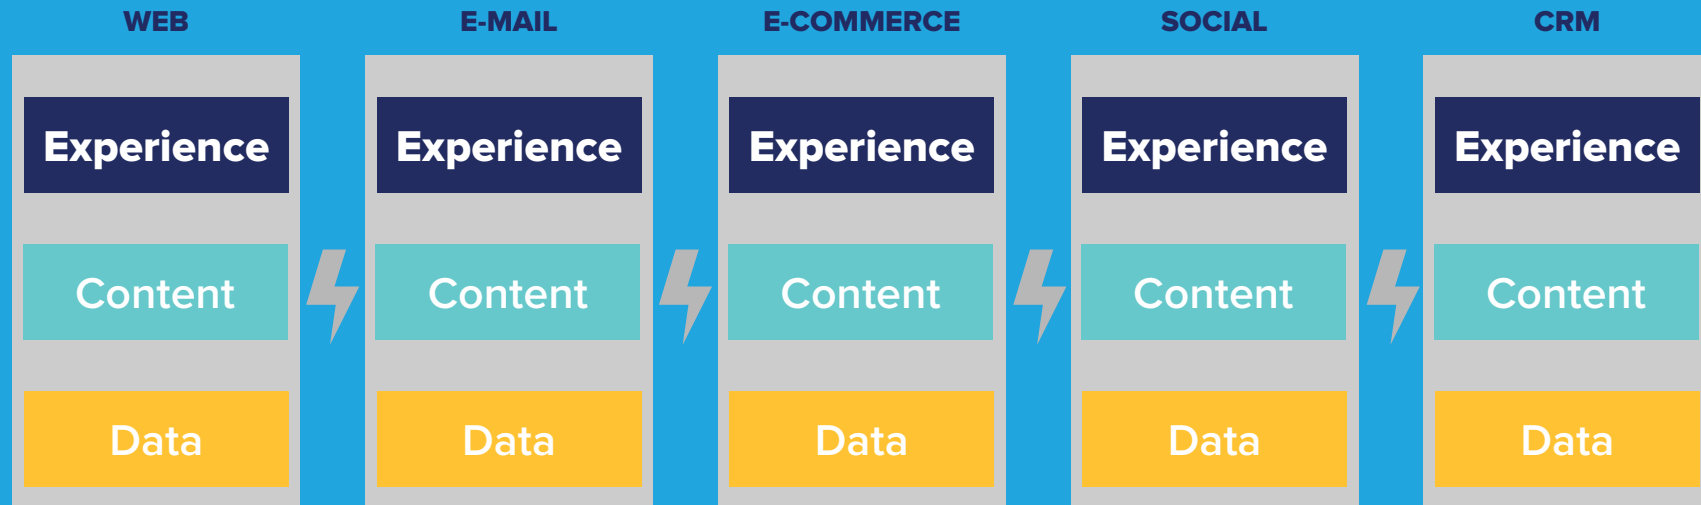 WEB
E-MAIL
E-COMMERCE
SOCIAL
CRM
Experience
Experience
Experience
Experience
Experience
Content
Content
Content
Content
Content
Data
Data
Data
Data
Data